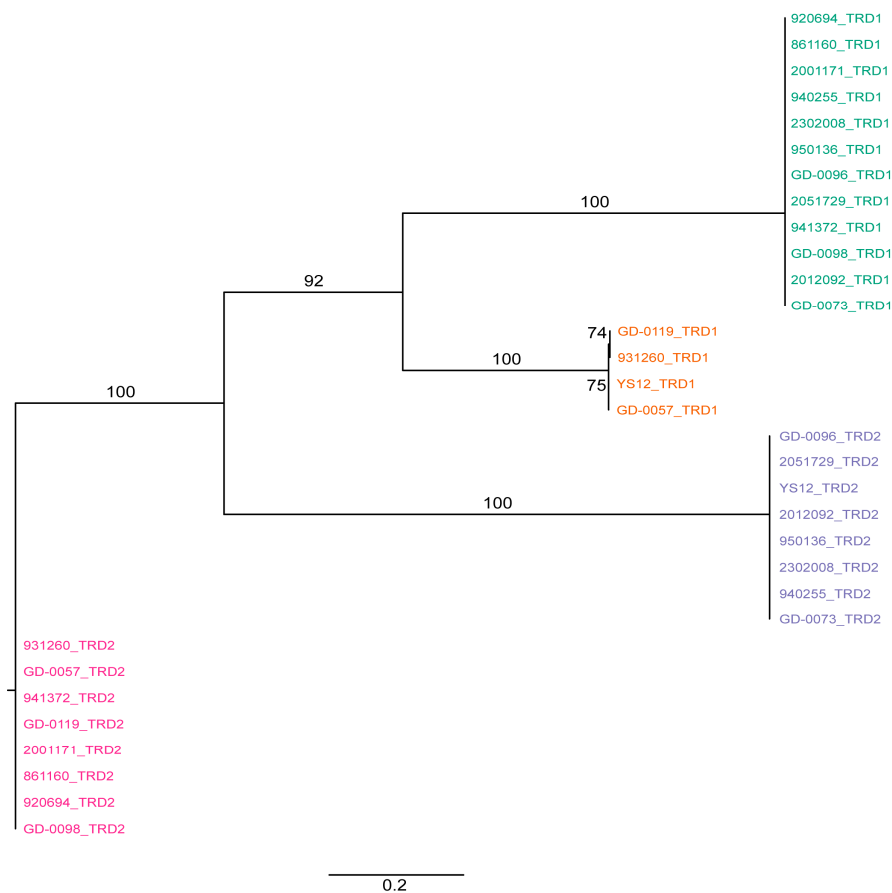 920694_TRD1
861160_TRD1
2001171_TRD1
940255_TRD1
2302008_TRD1
950136_TRD1
GD-0096_TRD1
100
2051729_TRD1
941372_TRD1
GD-0098_TRD1
92
2012092_TRD1
GD-0073_TRD1
74
GD-0119_TRD1
100
931260_TRD1
75
YS12_TRD1
100
GD-0057_TRD1
GD-0096_TRD2
2051729_TRD2
YS12_TRD2
100
2012092_TRD2
950136_TRD2
2302008_TRD2
940255_TRD2
GD-0073_TRD2
931260_TRD2
GD-0057_TRD2
941372_TRD2
GD-0119_TRD2
2001171_TRD2
861160_TRD2
920694_TRD2
GD-0098_TRD2
0.2